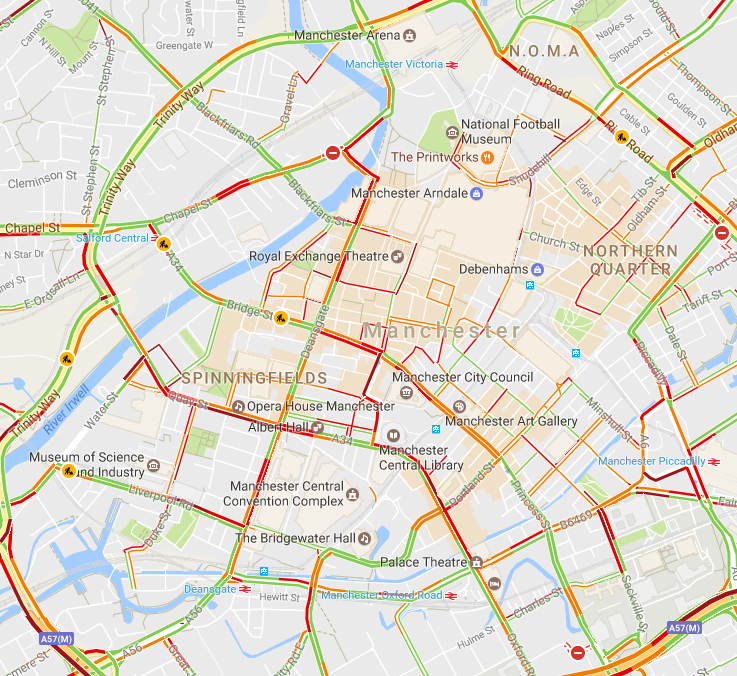 Manchester Arena
Greengate W
N.O.M.A
Naples St
Simpson St
Cannon St
N Hill St
Mount St
St Stephen St
Manchester Victoria
Ring Road
Thompson St
Goulden St
Trinity Way
Gravel Ln
Blackfriars Rd
Cable St
National Football
Museum
Ring Road
Oldham
The Printworks
Shudehill
Cleminson St
St Stephen St
Trinity Way
Blackfriars St
Manchester Arndale
Edge St
Tib St
Oldham St
Chapel St
Chapel St
Salford Central
N Star Dr
A34
Church St
NORTHERN
QUARTER
Royal Exchange Theatre
Debenhams
Port St
E Ordsall Ln
Tariff St
Bridge St
Deansgate
Manchester
Dale St
Piccadilly
SPINNINGFIELDS
Manchester City Council
Trinity Way
River Irwell
Water St
Quay St
Opera House Manchester
Minshull St
Albert Hall
A34
Manchester Art Gallery
A6
Manchester
Central Library
Museum of Science
and Industry
Manchester Piccadilly
Liverpool Rd
Manchester Central
Convention Complex
Portland St
Princess St
Duke St
B6469
The Bridgewater Hall
Palace Theatre
Deansgate
Hewitt St
Manchester Oxford Road
Charles St
Sackville St
A56
A57(M)
A57(M)
A56
Hulme St
Oxford Rd